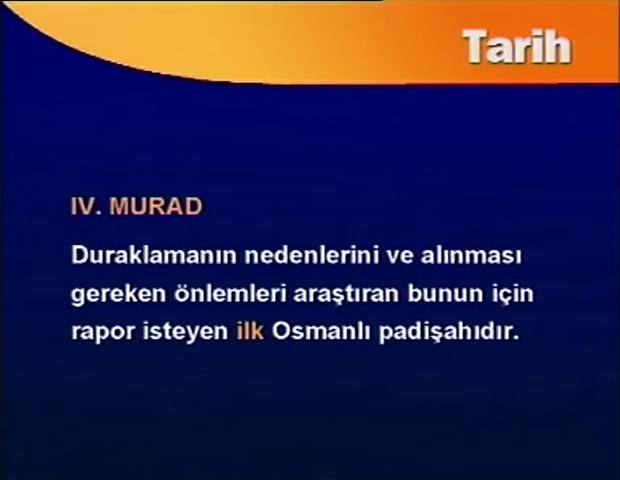 Tarih
IV. MURAD
Duraklamanın nedenlerini ve alınması
gereken önlemleri araştıran bunun için
rapor isteyen ilk Osmanlı padişahıdır.